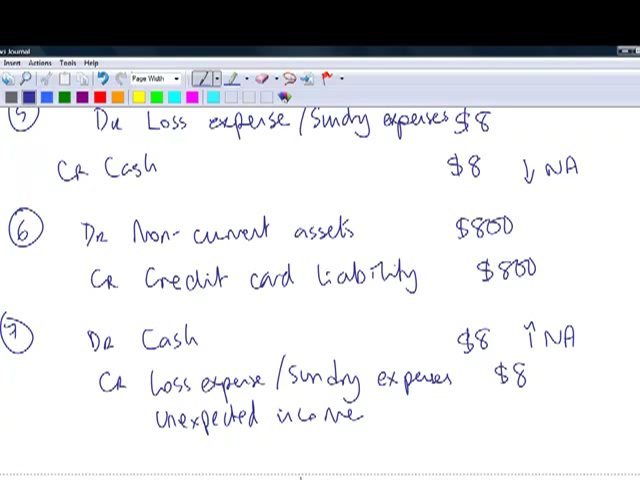 ws Journal
Insert Actions Tools Help
Page Width
5 Dr Loss expense / Sundry expenses $8
CR Cash $8 ↓ NA
6 DR Non-current assets $800
CR Credit card liability $800
7 DR Cash $8 ↑ NA
CR Loss expense / Sundry expenses $8
unexpected income